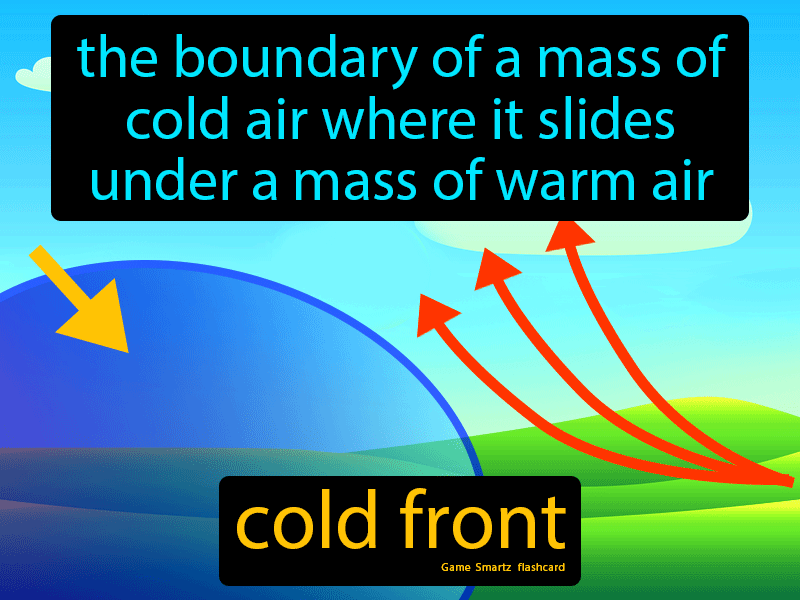 the boundary of a mass of
cold air where it slides
under a mass of warm air
cold front
Game Smartz flashcard